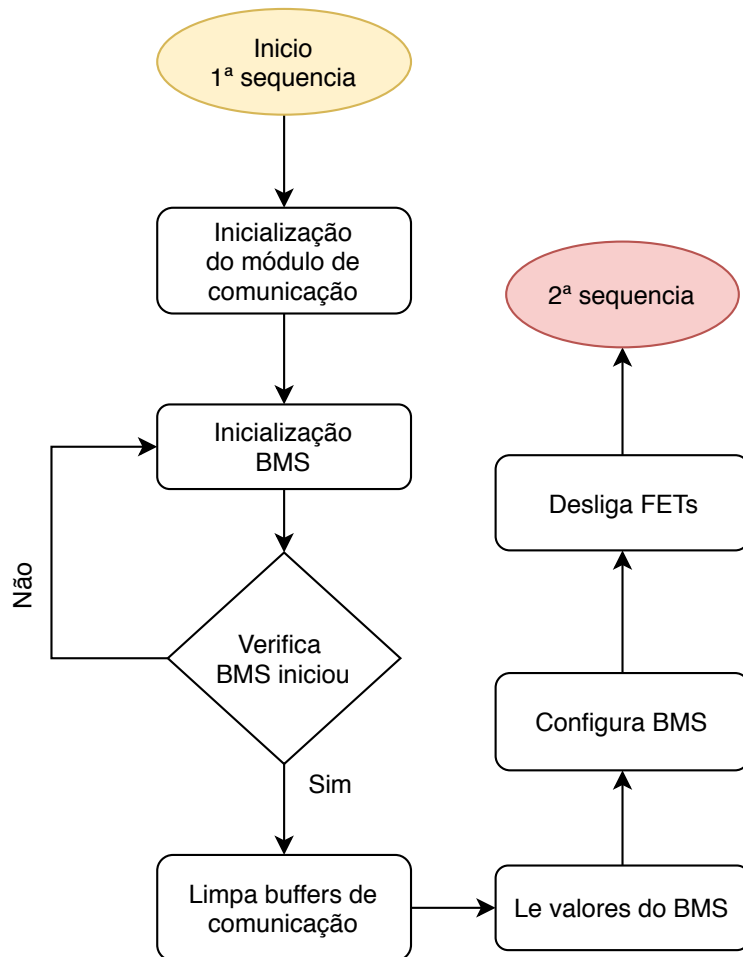 Inicio
1ª sequencia
Inicialização
do módulo de
comunicação
Inicialização
BMS
Não
Verifica
BMS iniciou
Sim
Limpa buffers de
comunicação
Le valores do BMS
Configura BMS
Desliga FETs
2ª sequencia